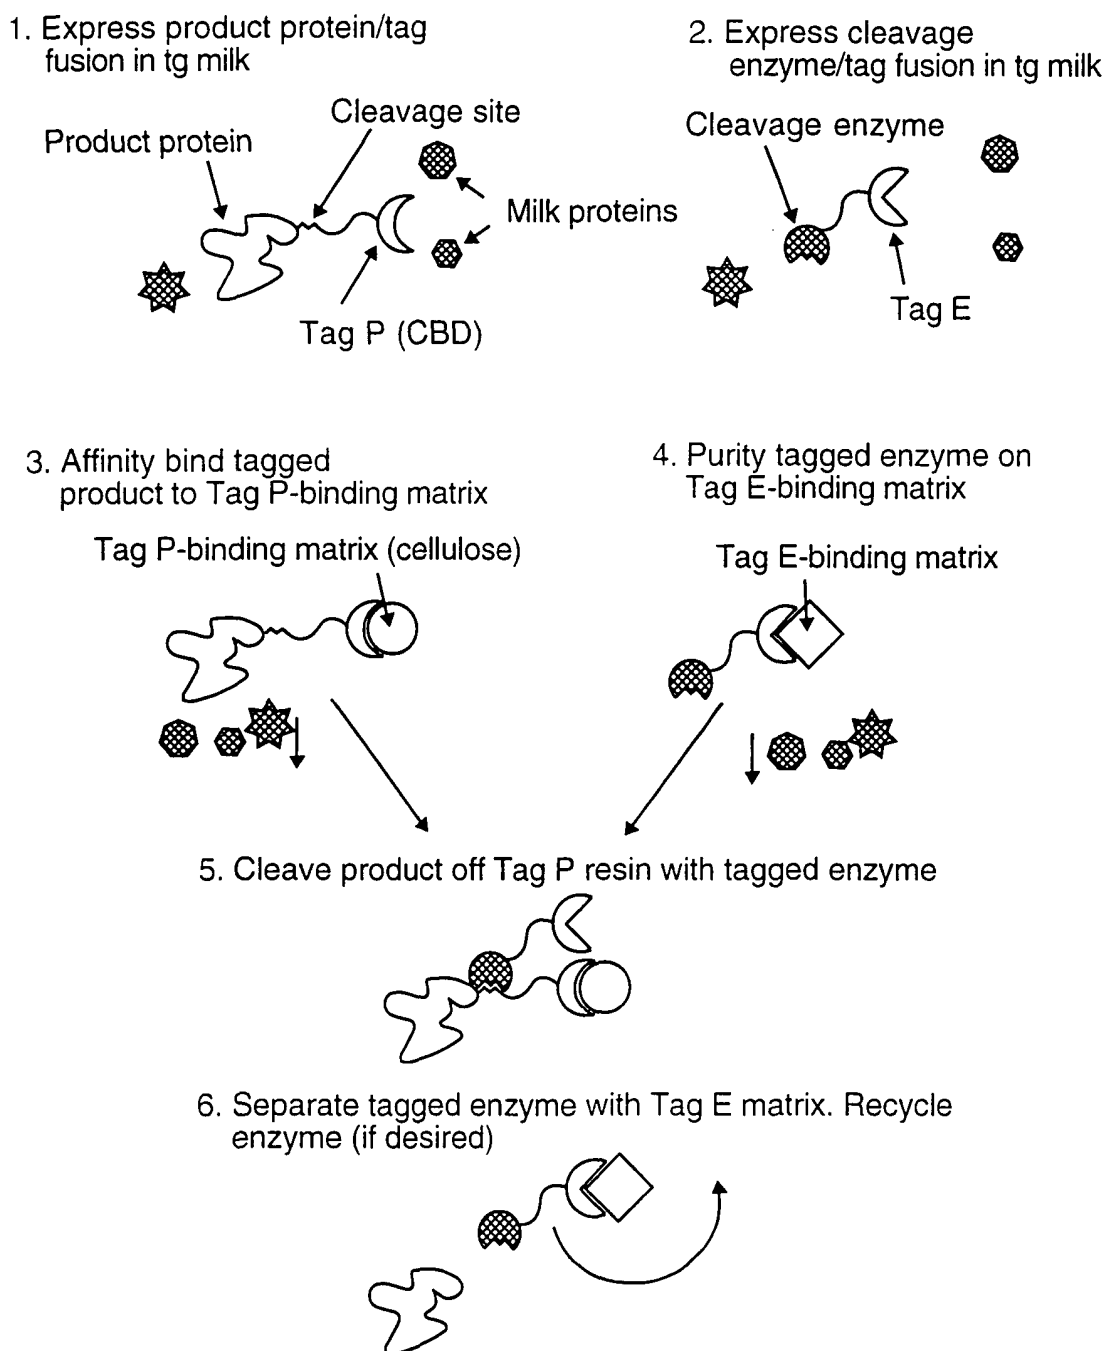 1. Express product protein/tag
fusion in tg milk
Cleavage site
Product protein
Milk proteins
Tag P (CBD)
2. Express cleavage
enzyme/tag fusion in tg milk
Cleavage enzyme
Tag E
3. Affinity bind tagged
product to Tag P-binding matrix
Tag P-binding matrix (cellulose)
4. Purity tagged enzyme on
Tag E-binding matrix
Tag E-binding matrix
5. Cleave product off Tag P resin with tagged enzyme
6. Separate tagged enzyme with Tag E matrix. Recycle
enzyme (if desired)